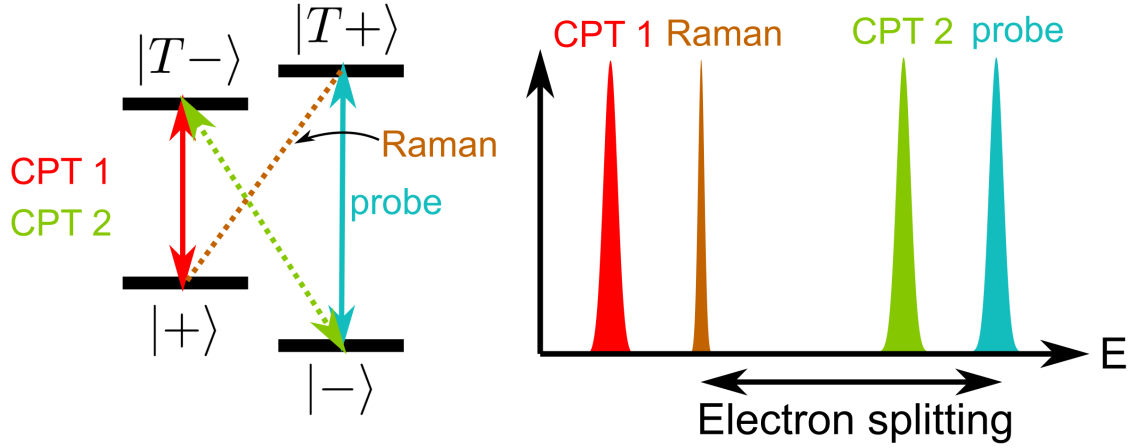 |T−⟩
|T+⟩
CPT 1
CPT 2
Raman
probe
|+⟩
|−⟩
CPT 1
Raman
CPT 2
probe
E
Electron splitting